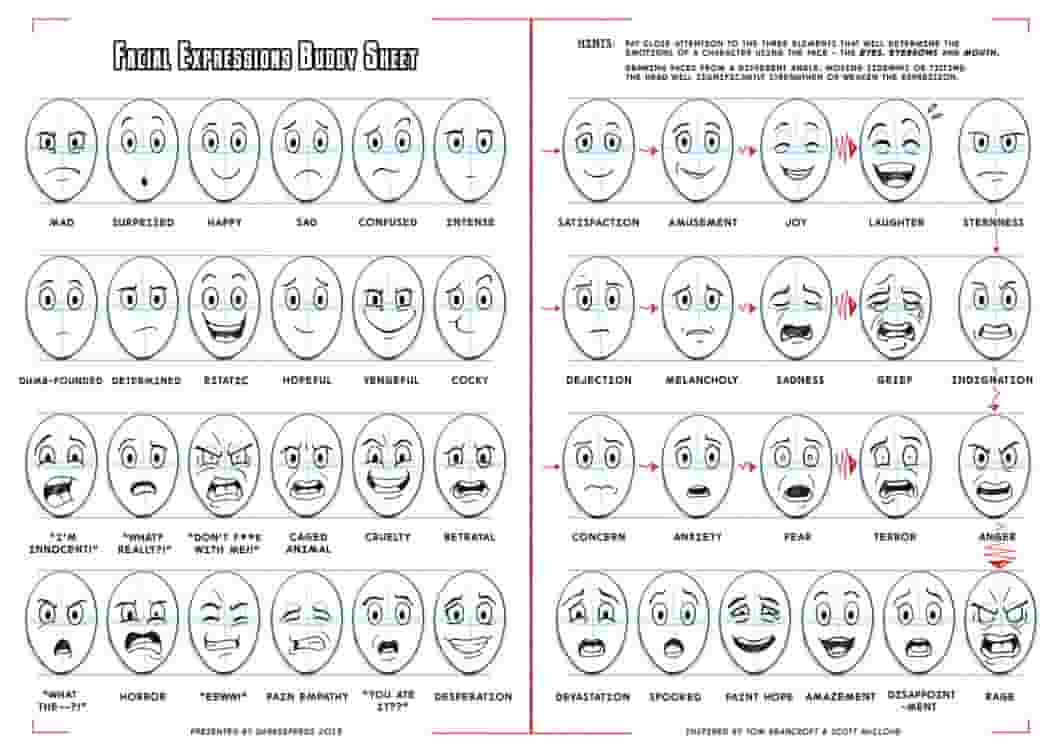 FACIAL EXPRESSIONS BUDDY SHEET
HINTS: PAY CLOSE ATTENTION TO THE THREE ELEMENTS THAT WILL DETERMINE THE
EMOTIONS OF A CHARACTER USING THE FACE - THE EYES, EYEBROWS AND MOUTH.
DRAWING FACES FROM A DIFFERENT ANGLE, MOVING SIDEWAYS OR TILTING
THE HEAD WILL SIGNIFICANTLY STRENGTHEN OR WEAKEN THE EXPRESSION.
MAD SURPRISED HAPPY SAD CONFUSED INTENSE
SATISFACTION AMUSEMENT JOY LAUGHTER STERNNESS
DUMB-FOUNDED DETERMINED ESTATIC HOPEFUL VENGEFUL COCKY
DEJECTION MELANCHOLY SADNESS GRIEF INDIGNATION
"I'M INNOCENT!" "WHAT? REALLY?!" "DON'T F**K WITH ME!!" CAGED ANIMAL CRUELTY BETRAYAL
CONCERN ANXIETY FEAR TERROR ANGER
"WHAT THE--?!" HORROR "EEWW!" PAIN EMPATHY "YOU ATE IT??" DESPERATION
DEVASTATION SPOOKED FAINT HOPE AMAZEMENT DISAPPOINT-MENT RAGE
PRESENTED BY 2013
INSPIRED BY TOM BANCROFT & SCOTT MCCLOUD